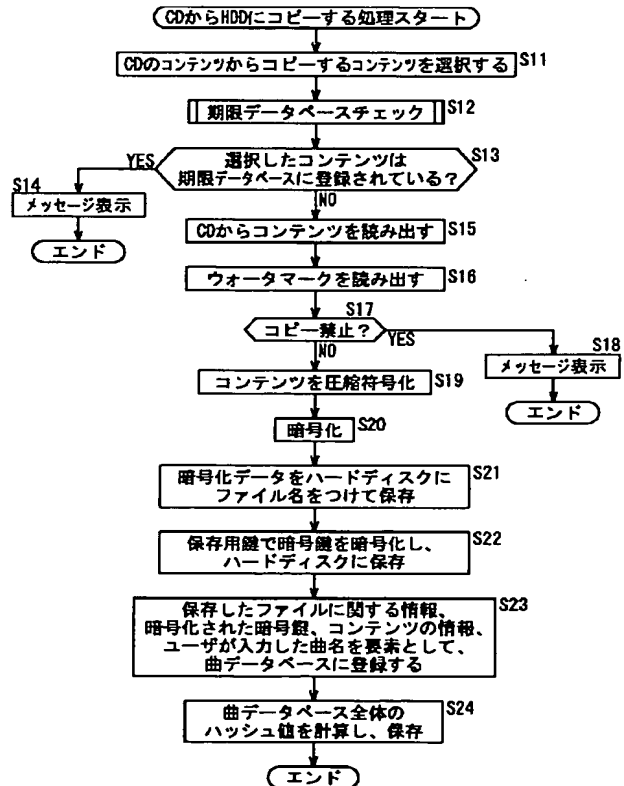 CDからHDDにコピーする処理スタート
CDのコンテンツからコピーするコンテンツを選択する
S11
期限データベースチェック
S12
選択したコンテンツは
期限データベースに登録されている?
S13
YES
NO
S14
メッセージ表示
エンド
CDからコンテンツを読み出す
S15
ウォータマークを読み出す
S16
S17
コピー禁止?
YES
NO
S18
メッセージ表示
エンド
コンテンツを圧縮符号化
S19
暗号化
S20
暗号化データをハードディスクに
ファイル名をつけて保存
S21
保存用鍵で暗号鍵を暗号化し、
ハードディスクに保存
S22
保存したファイルに関する情報、
暗号化された暗号鍵、コンテンツの情報、
ユーザが入力した曲名を要素として、
曲データベースに登録する
S23
曲データベース全体の
ハッシュ値を計算し、保存
S24
エンド